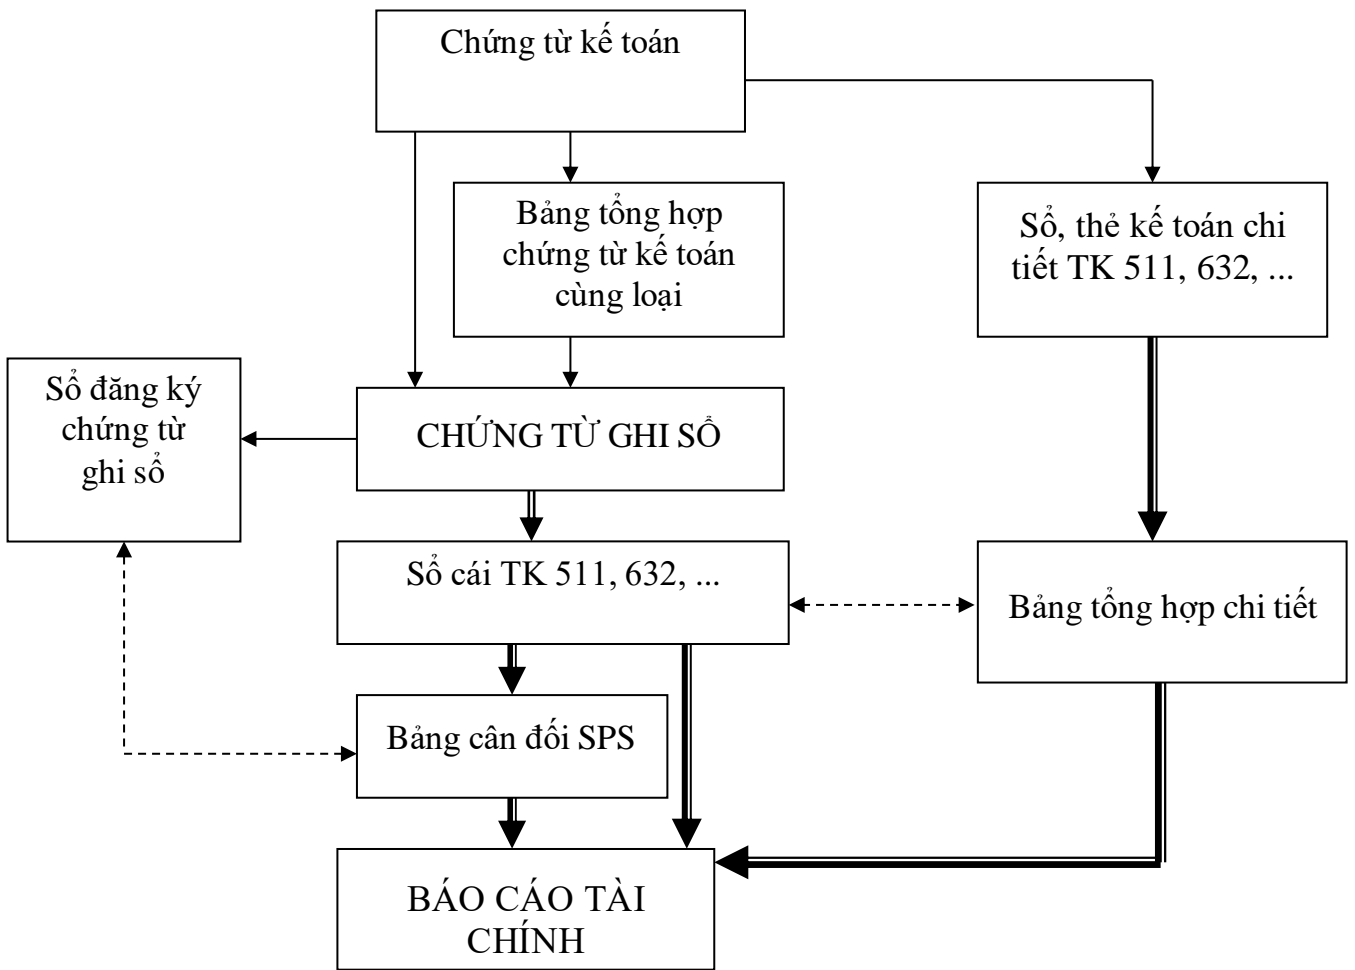 Chứng từ kế toán
Bảng tổng hợp
chứng từ kế toán
cùng loại
Sổ, thẻ kế toán chi
tiết TK 511, 632, ...
Sổ đăng ký
chứng từ
ghi sổ
CHỨNG TỪ GHI SỔ
Sổ cái TK 511, 632, ...
Bảng tổng hợp chi tiết
Bảng cân đối SPS
BÁO CÁO TÀI
CHÍNH